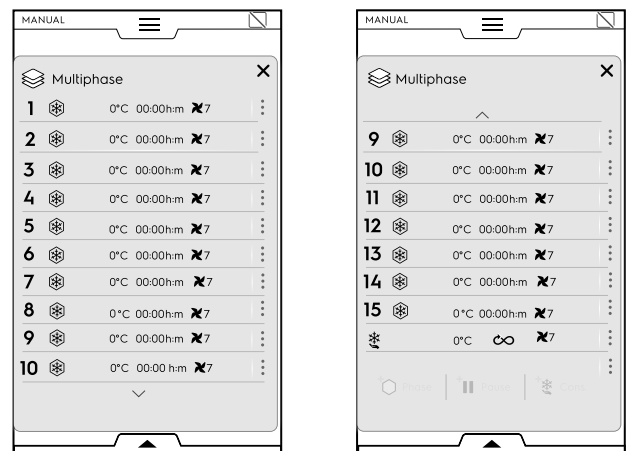 MANUAL
Multiphase
1 0°C 00:00h:m 7
2 0°C 00:00h:m 7
3 0°C 00:00h:m 7
4 0°C 00:00h:m 7
5 0°C 00:00h:m 7
6 0°C 00:00h:m 7
7 0°C 00:00h:m 7
8 0°C 00:00h:m 7
9 0°C 00:00h:m 7
10 0°C 00:00 h:m 7
MANUAL
Multiphase
9 0°C 00:00h:m 7
10 0°C 00:00h:m 7
11 0°C 00:00h:m 7
12 0°C 00:00h:m 7
13 0°C 00:00h:m 7
14 0°C 00:00h:m 7
15 0°C 00:00h:m 7
0°C 7
Phase Pause Cons